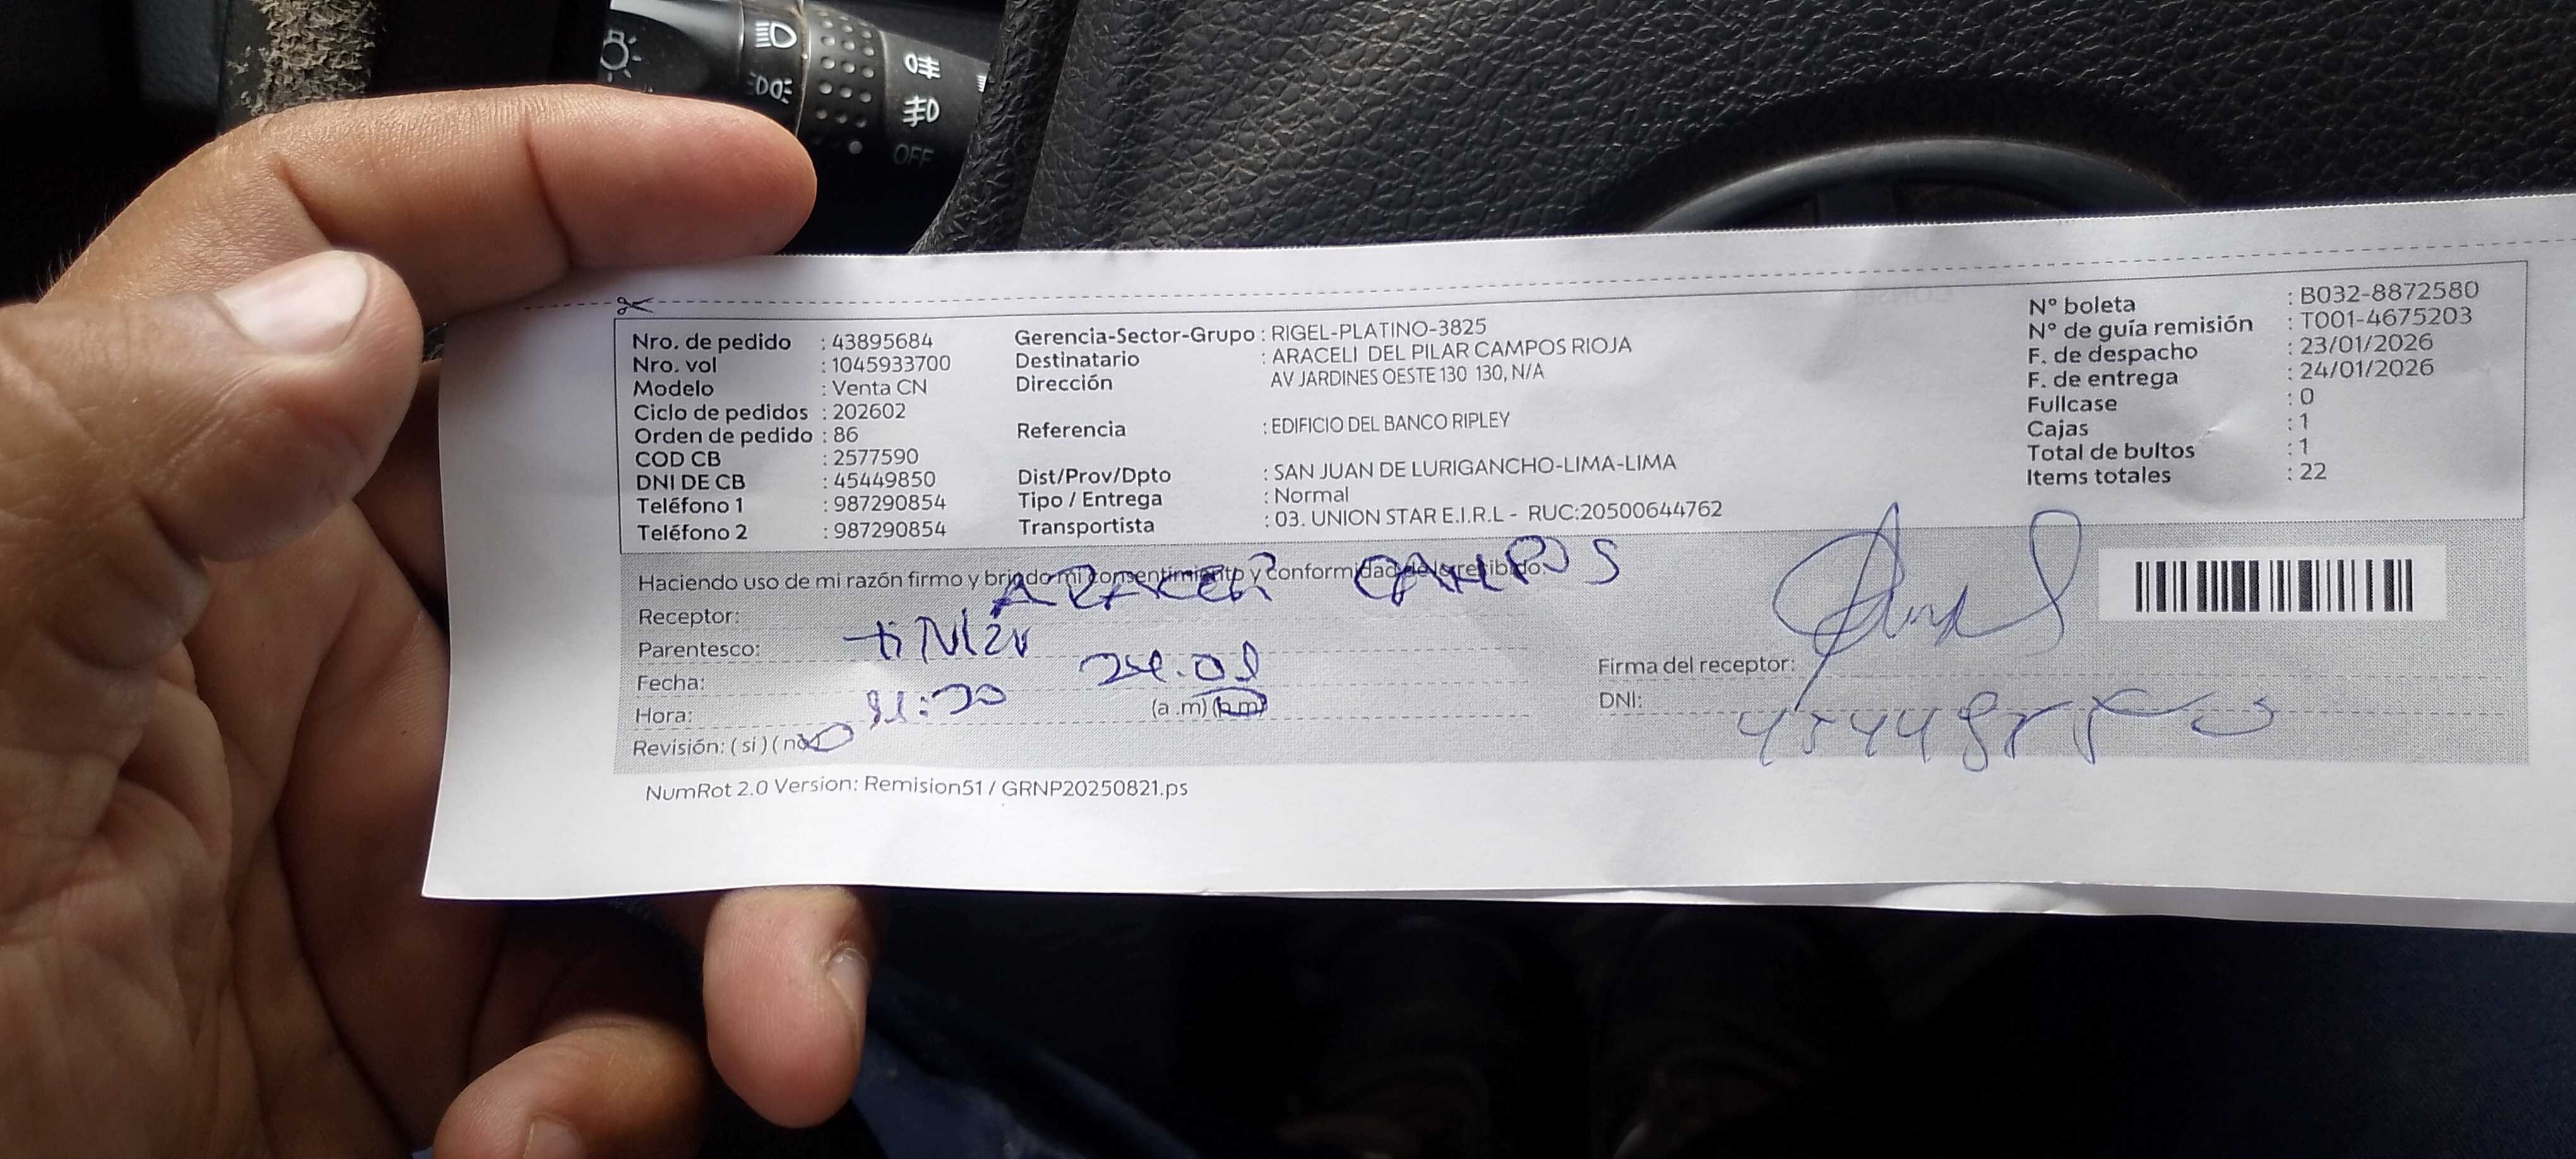 OFF
Nro. de pedido : 43895684
Nro. vol : 1045933700
Modelo : Venta CN
Ciclo de pedidos : 202602
Orden de pedido : 86
COD CB : 2577590
DNI DE CB : 45449850
Teléfono 1 : 987290854
Teléfono 2 : 987290854
Gerencia-Sector-Grupo : RIGEL-PLATINO-3825
Destinatario : ARACELI DEL PILAR CAMPOS RIOJA
Dirección AV JARDINES OESTE 130 130, N/A
Referencia : EDIFICIO DEL BANCO RIPLEY
Dist/Prov/Dpto : SAN JUAN DE LURIGANCHO-LIMA-LIMA
Tipo / Entrega : Normal
Transportista : 03. UNION STAR E.I.R.L - RUC:20500644762
N° boleta : B032-8872580
N° de guía remisión : T001-4675203
F. de despacho : 23/01/2026
F. de entrega : 24/01/2026
Fullcase : 0
Cajas : 1
Total de bultos : 1
Items totales : 22
Haciendo uso de mi razón firmo y brindo mi consentimiento y conformidad de lo recibido.
Receptor: CAMPOS
Parentesco:
Fecha:
Hora: (a .m) (p.m)
Revisión: ( si ) ( no )
Firma del receptor:
DNI:
NumRot 2.0 Version: Remision51 / GRNP20250821.ps